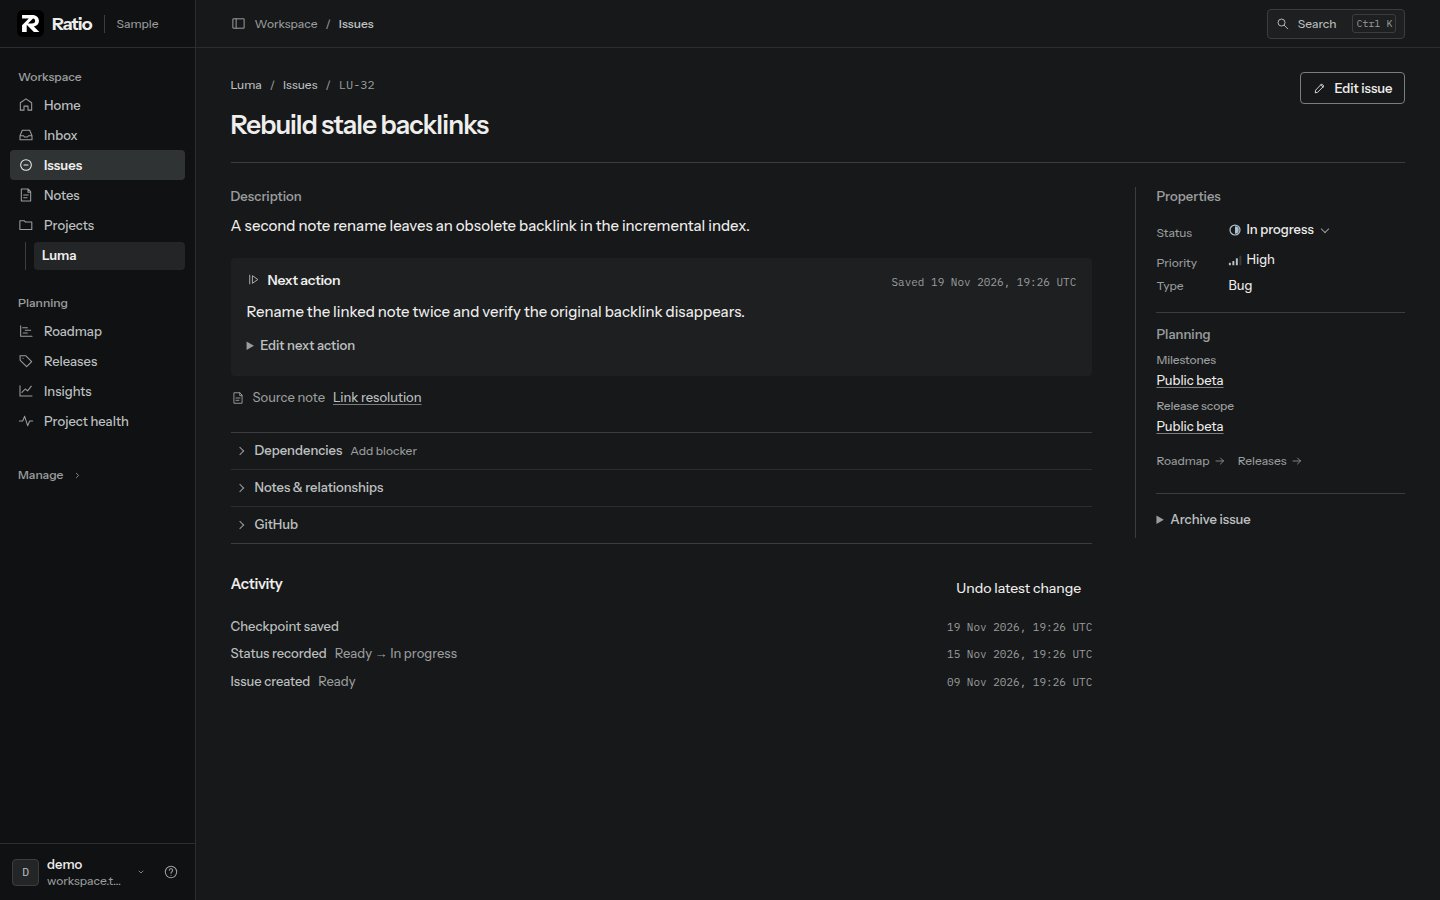 Ratio Sample
Workspace / Issues
Search Ctrl K
Workspace
Home
Inbox
Issues
Notes
Projects
Luma
Planning
Roadmap
Releases
Insights
Project health
Manage
D
demo
workspace.t...
Luma / Issues / LU-32
Edit issue
Rebuild stale backlinks
Description
A second note rename leaves an obsolete backlink in the incremental index.
Next action
Saved 19 Nov 2026, 19:26 UTC
Rename the linked note twice and verify the original backlink disappears.
Edit next action
Source note Link resolution
Dependencies Add blocker
Notes & relationships
GitHub
Activity
Undo latest change
Checkpoint saved 19 Nov 2026, 19:26 UTC
Status recorded Ready → In progress 15 Nov 2026, 19:26 UTC
Issue created Ready 09 Nov 2026, 19:26 UTC
Properties
Status In progress
Priority High
Type Bug
Planning
Milestones
Public beta
Release scope
Public beta
Roadmap → Releases →
Archive issue